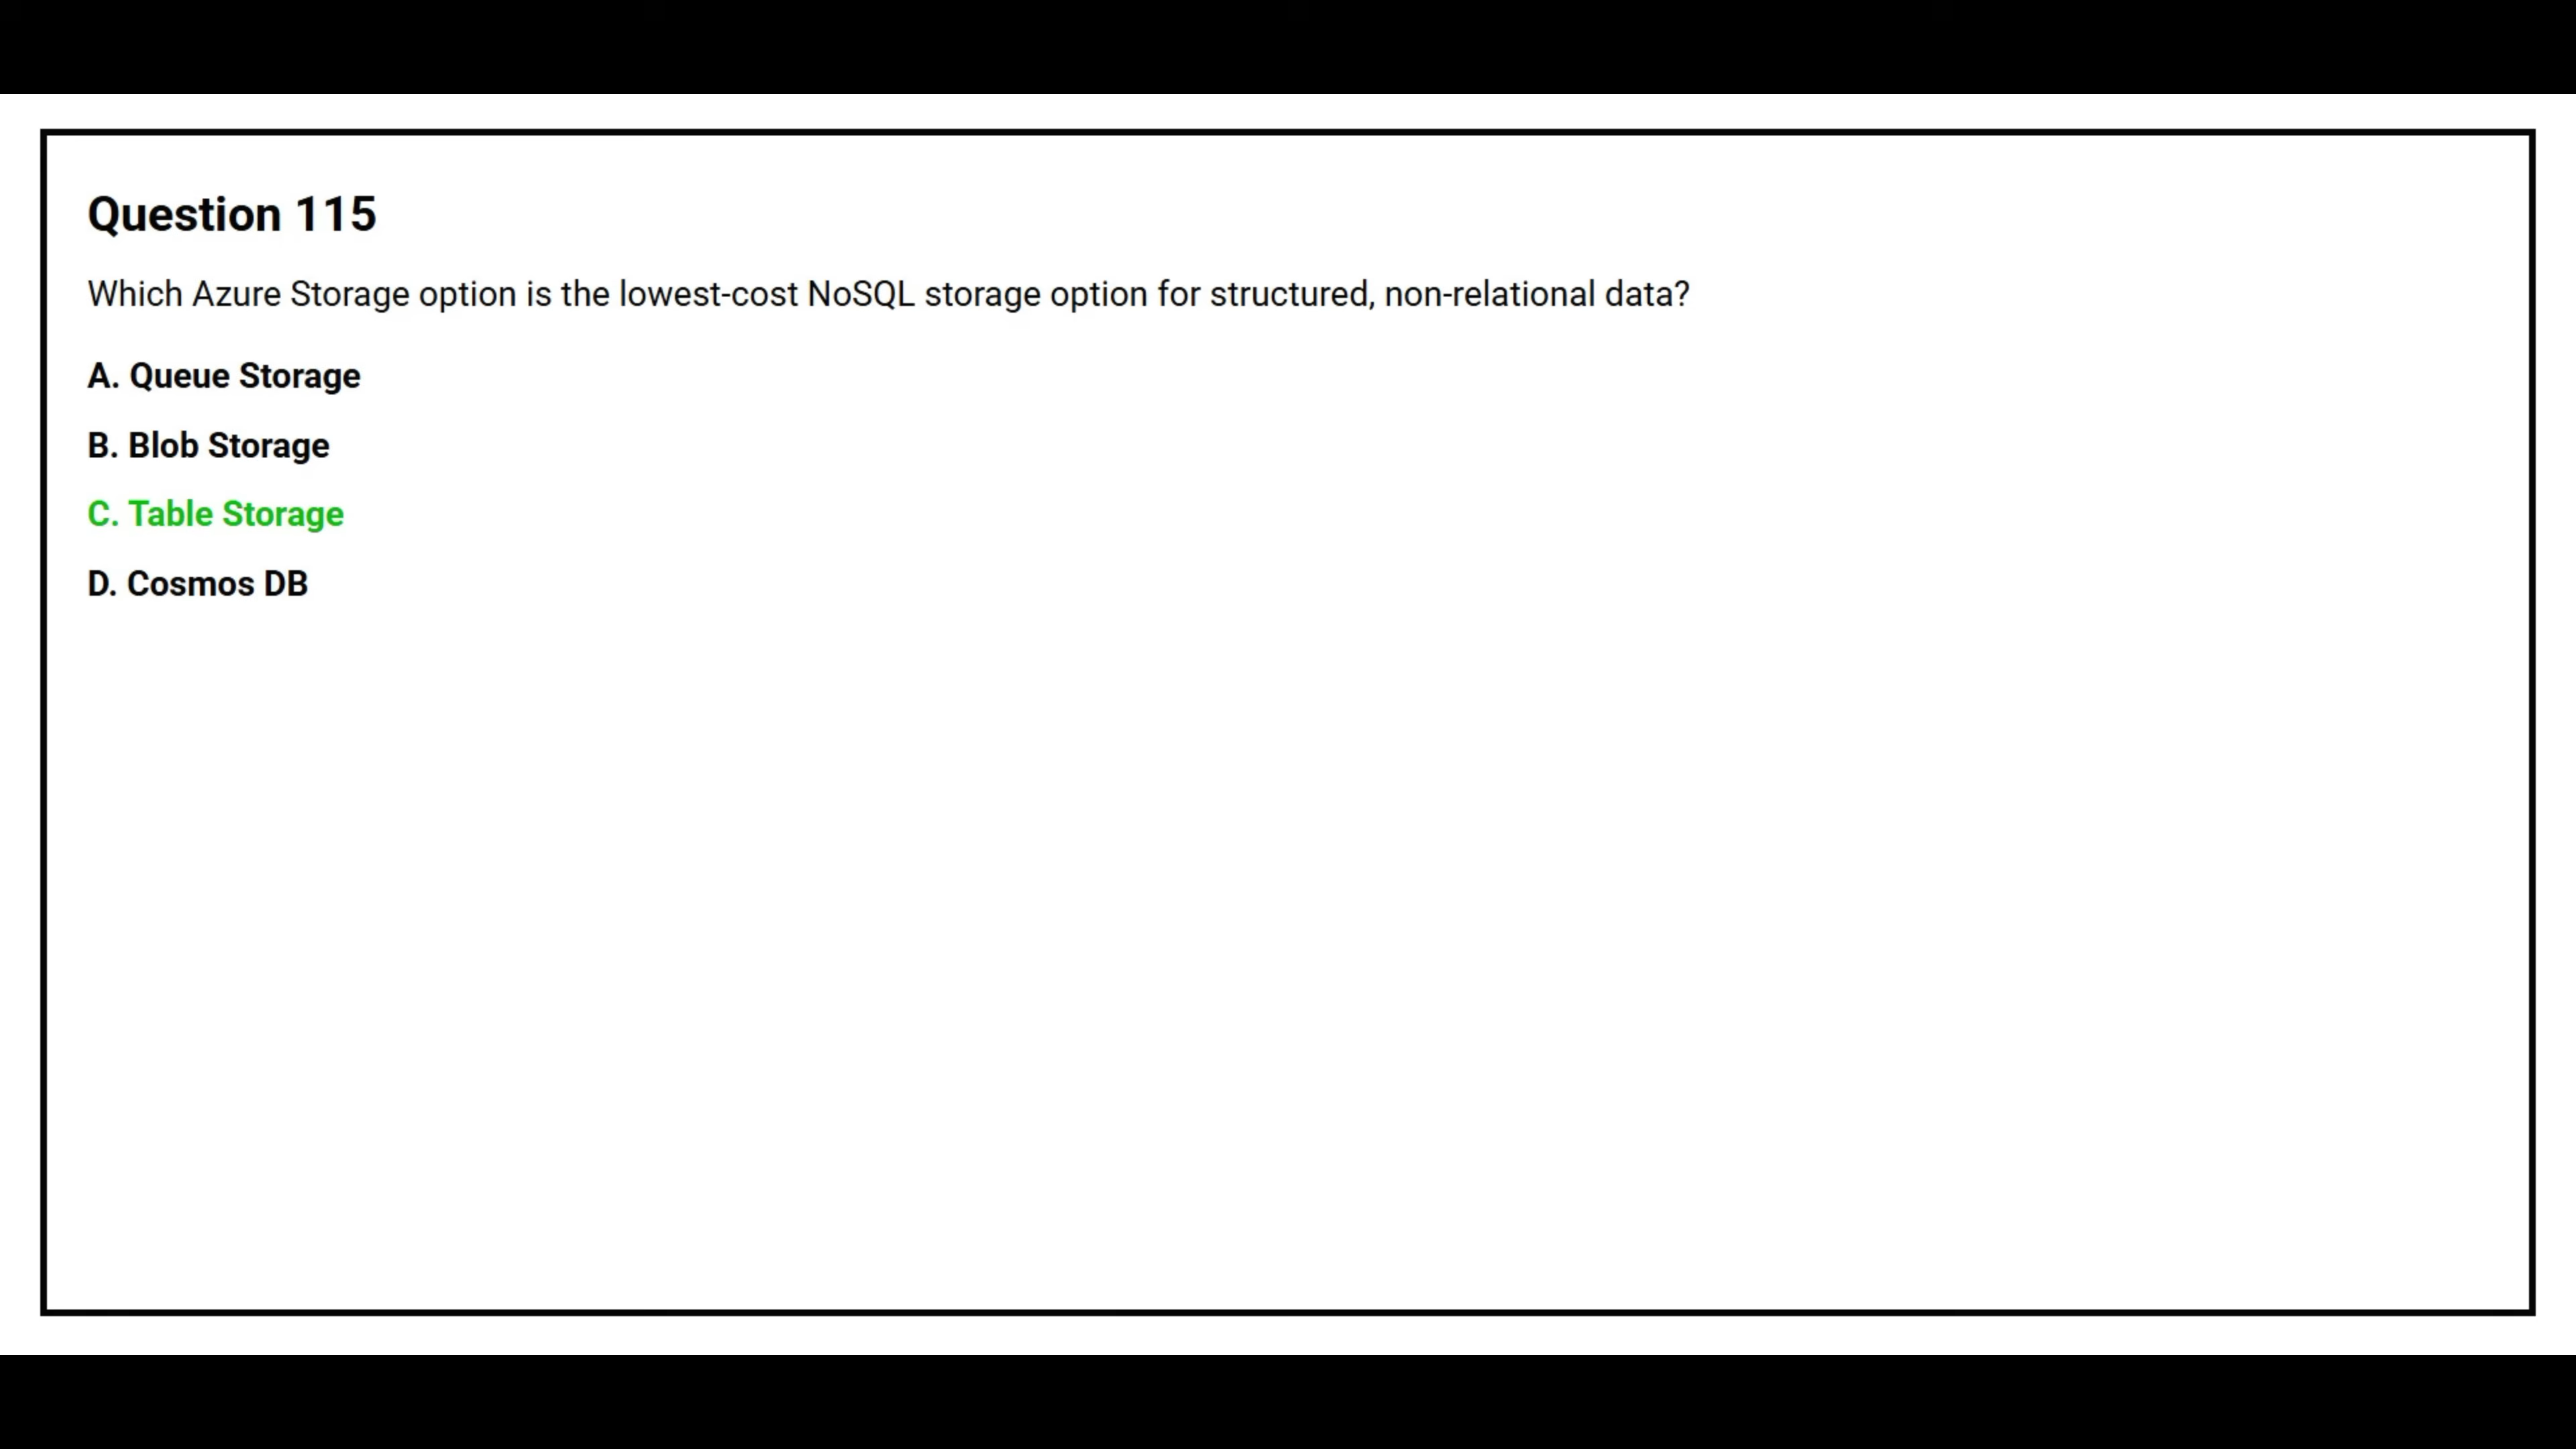 Question 115
Which Azure Storage option is the lowest-cost NoSQL storage option for structured, non-relational data?
A. Queue Storage
B. Blob Storage
C. Table Storage
D. Cosmos DB